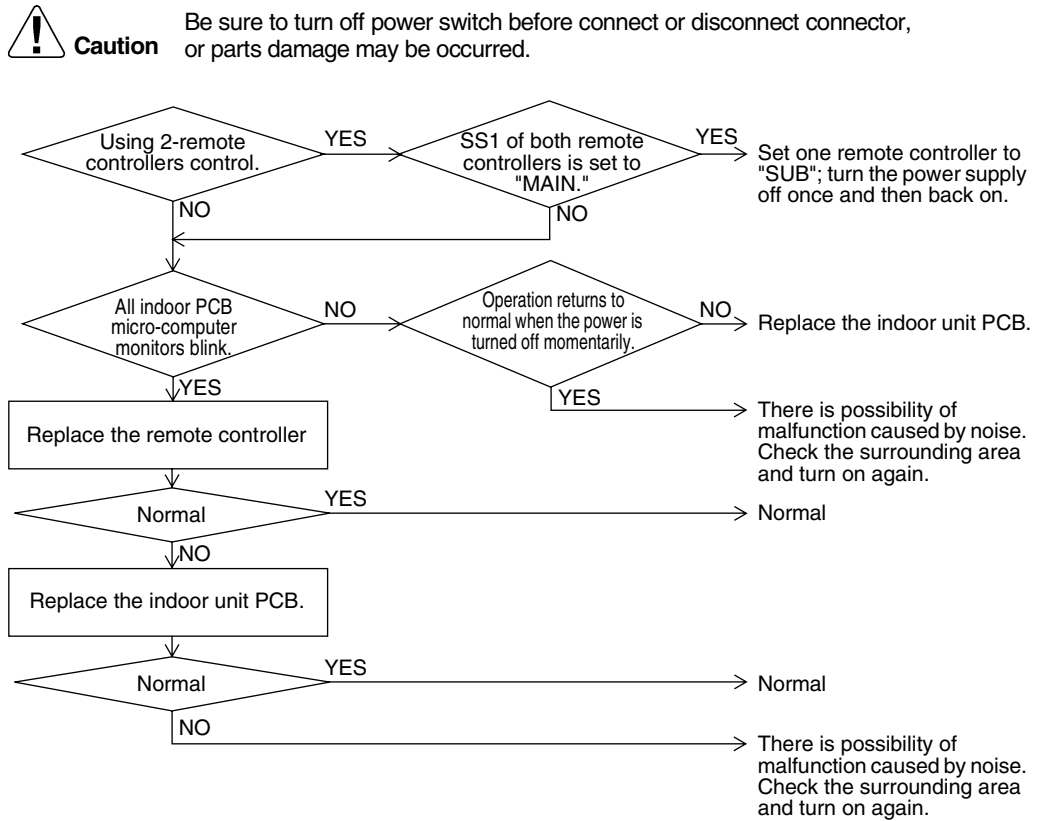 Caution
Be sure to turn off power switch before connect or disconnect connector,
or parts damage may be occurred.
Using 2-remote
controllers control.
YES
SS1 of both remote
controllers is set to
"MAIN."
YES
Set one remote controller to
"SUB"; turn the power supply
off once and then back on.
NO
NO
All indoor PCB
micro-computer
monitors blink.
NO
Operation returns to
normal when the power is
turned off momentarily.
NO
Replace the indoor unit PCB.
YES
YES
There is possibility of
malfunction caused by noise.
Check the surrounding area
and turn on again.
Replace the remote controller
Normal
YES
Normal
NO
Replace the indoor unit PCB.
Normal
YES
Normal
NO
There is possibility of
malfunction caused by noise.
Check the surrounding area
and turn on again.